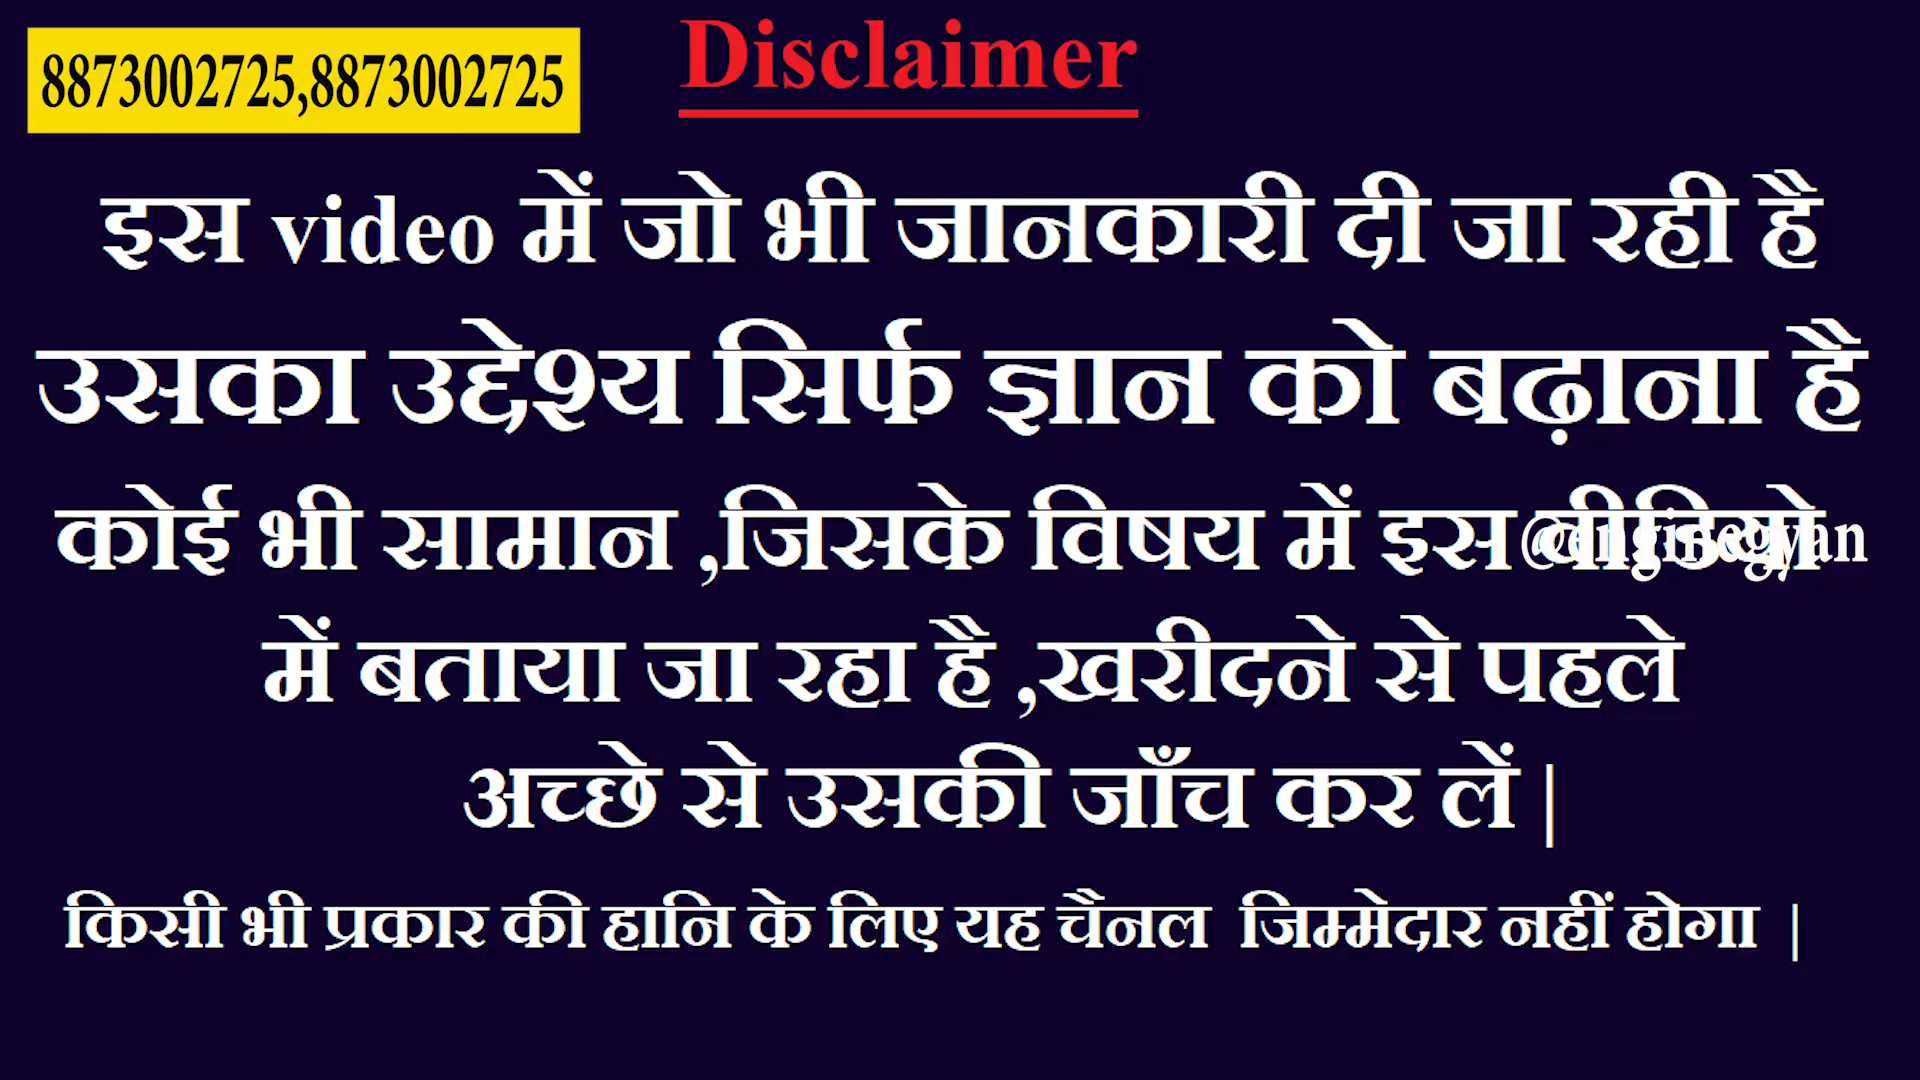 8873002725,8873002725
Disclaimer
इस video में जो भी जानकारी दी जा रही है
उसका उद्देश्य सिर्फ ज्ञान को बढ़ाना है
कोई भी सामान ,जिसके विषय में इस वीडियो
@enginegyan
में बताया जा रहा है ,खरीदने से पहले
अच्छे से उसकी जाँच कर लें |
किसी भी प्रकार की हानि के लिए यह चैनल जिम्मेदार नहीं होगा |